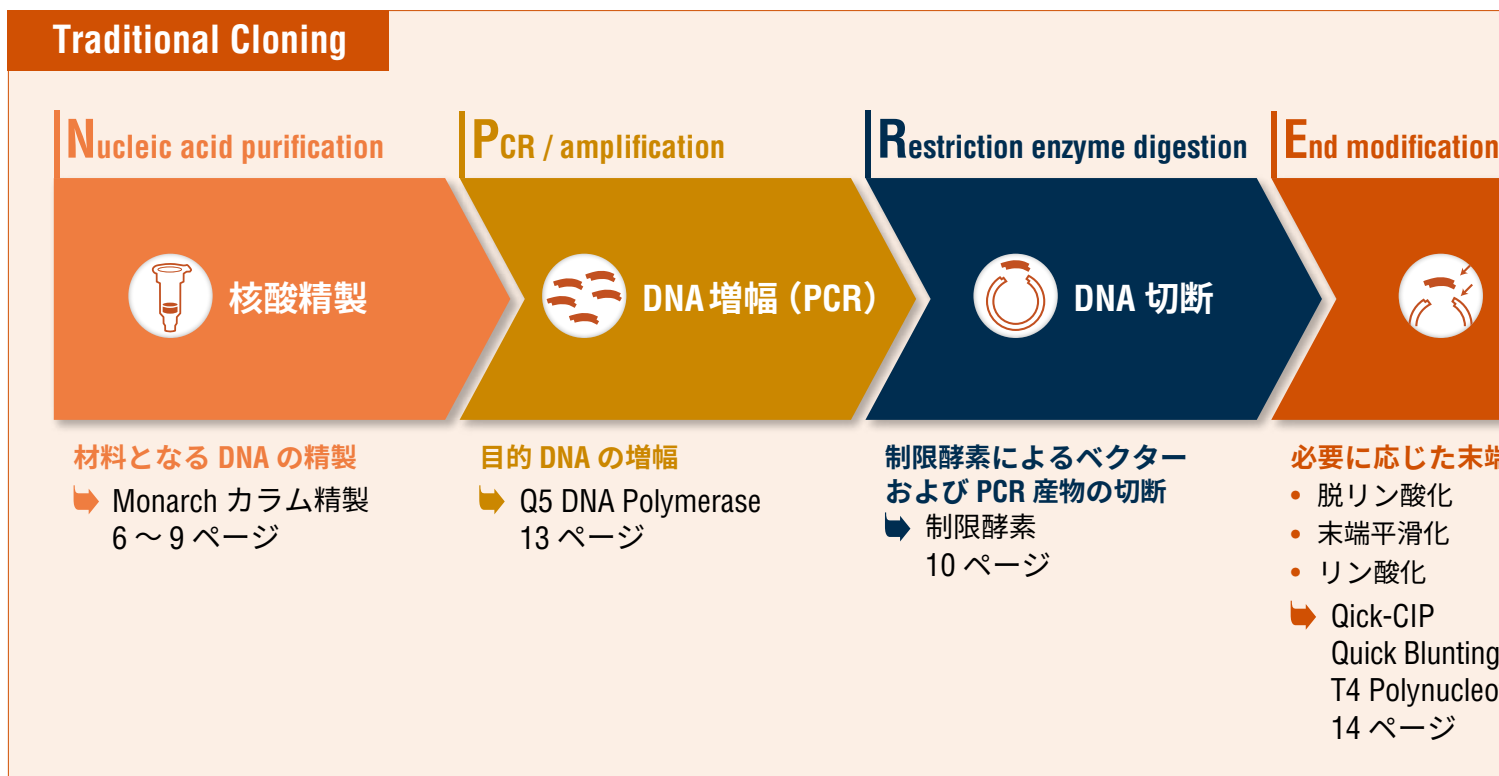 Traditional Cloning
Nucleic acid purification
核酸精製
材料となる DNA の精製
Monarch カラム精製
6 ～ 9 ページ
PCR / amplification
DNA 増幅（PCR）
目的 DNA の増幅
Q5 DNA Polymerase
13 ページ
Restriction enzyme digestion
DNA 切断
制限酵素によるベクター
および PCR 産物の切断
制限酵素
10 ページ
End modification
必要に応じた末端
• 脱リン酸化
• 末端平滑化
• リン酸化
Qick-CIP
Quick Blunting
T4 Polynucleo
14 ページ